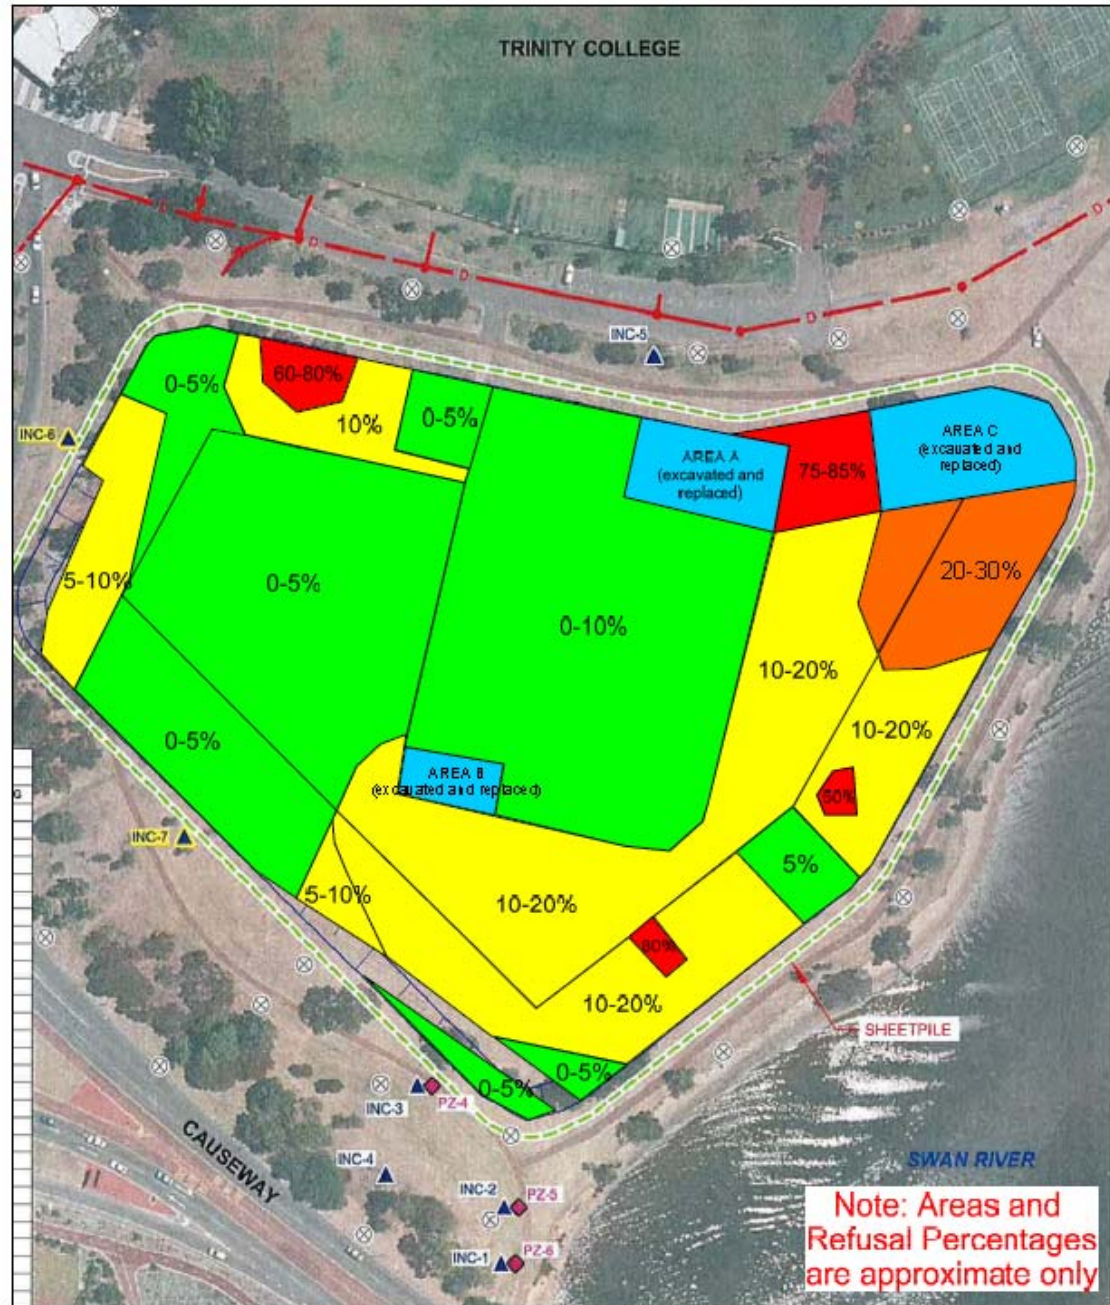 TRINITY COLLEGE
D
D
D
D
D
INC-5
INC-6
0-5%
60-80%
10%
0-5%
AREA A
(excavated and
replaced)
75-85%
AREA C
(excauated and
replaced)
5-10%
0-5%
0-10%
20-30%
10-20%
10-20%
0-5%
AREA B
(excauated and replaced)
INC-7
5%
5-10%
10-20%
10-20%
SHEETPILE
0-5%
0-5%
INC-3
PZ-4
CAUSEWAY
INC-4
SWAN RIVER
INC-2
PZ-5
INC-1
PZ-6
Note: Areas and
Refusal Percentages
are approximate only